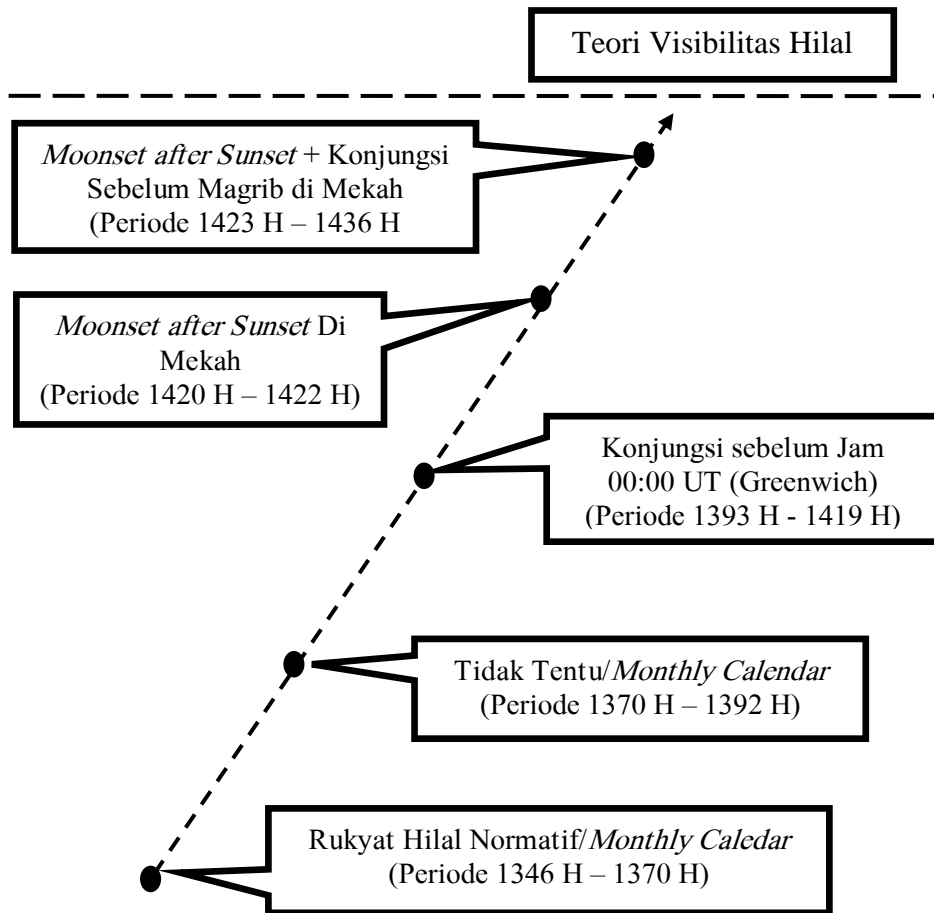 Teori Visibilitas Hilal
Moonset after Sunset + Konjungsi
Sebelum Magrib di Mekah
(Periode 1423 H – 1436 H
Moonset after Sunset Di
Mekah
(Periode 1420 H – 1422 H)
Konjungsi sebelum Jam
00:00 UT (Greenwich)
(Periode 1393 H - 1419 H)
Tidak Tentu/Monthly Calendar
(Periode 1370 H – 1392 H)
Rukyat Hilal Normatif/Monthly Caledar
(Periode 1346 H – 1370 H)